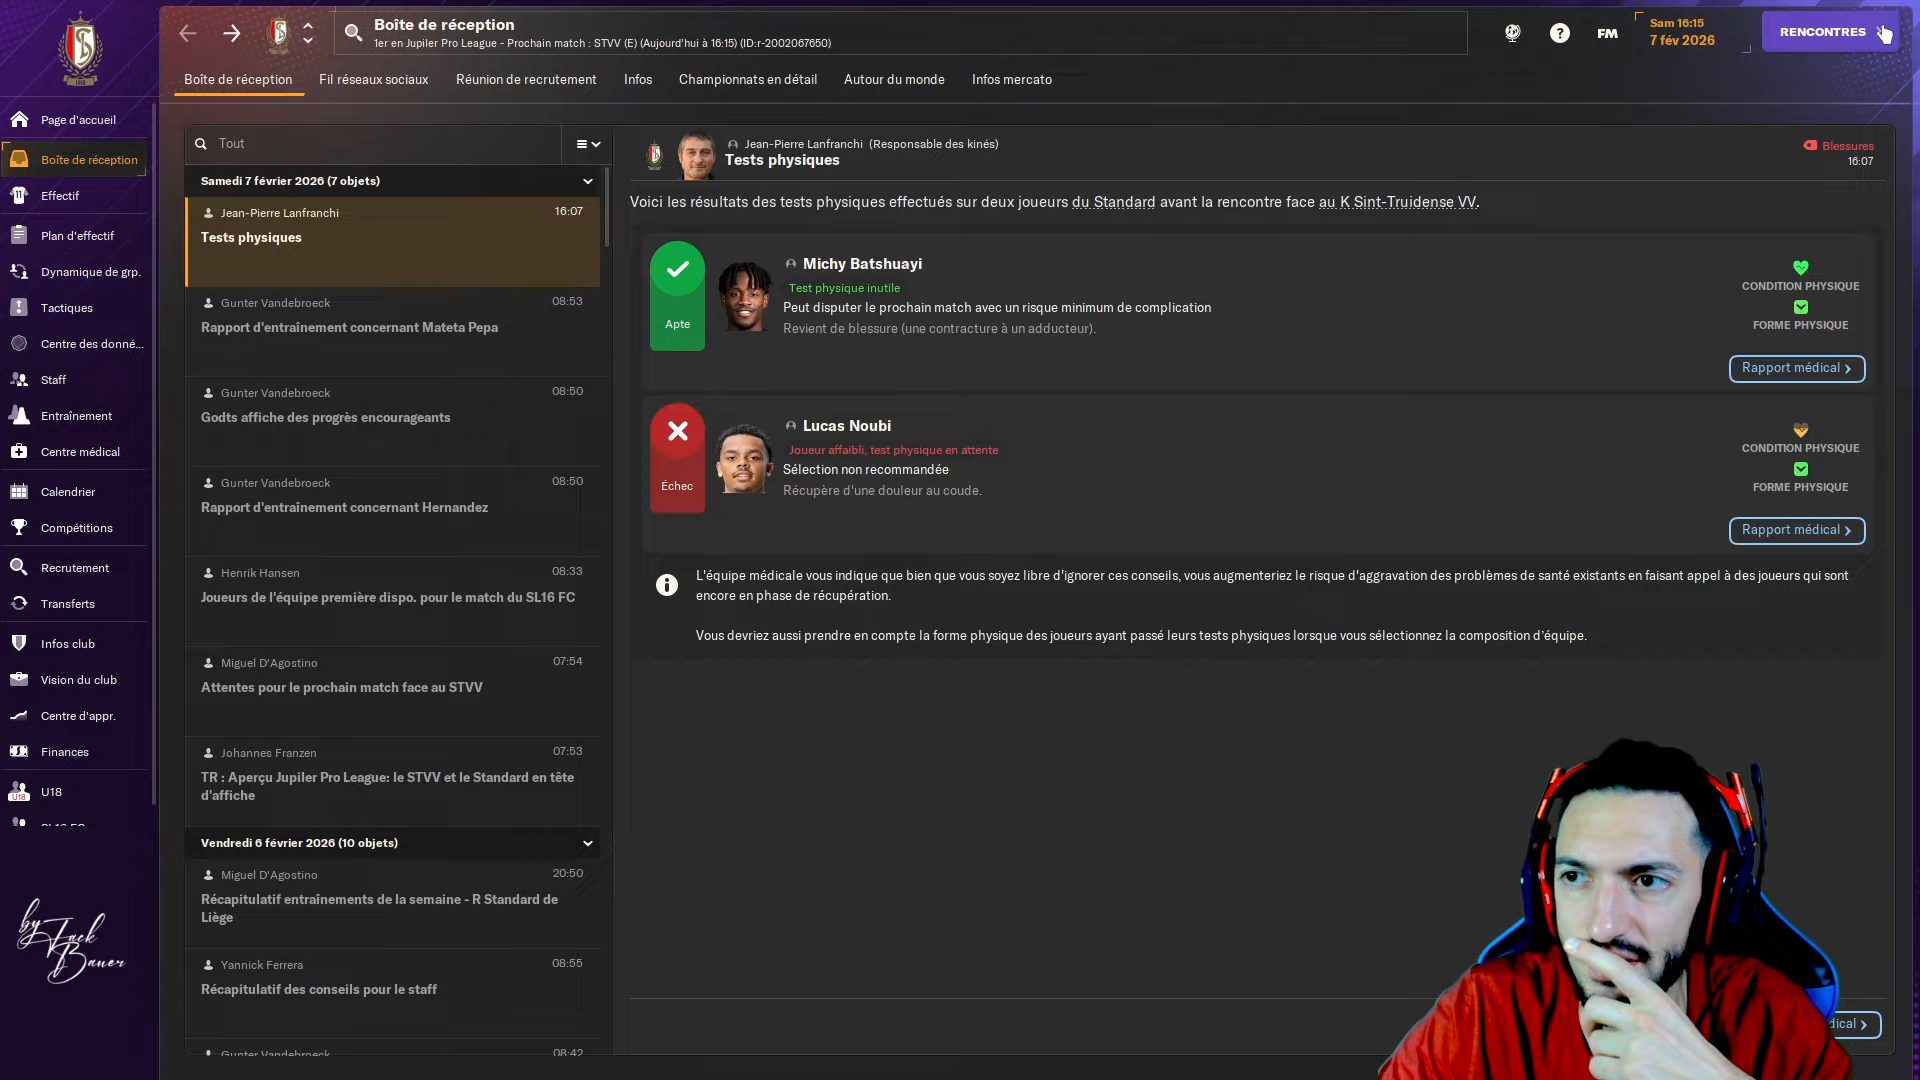 Boîte de réception
1er en Jupiler Pro League - Prochain match : STVV (E) (Aujourd'hui à 16:15) (ID:r-2002067650)
FM
Sam 16:15
7 fév 2026
RENCONTRES
Boîte de réception
Fil réseaux sociaux
Réunion de recrutement
Infos
Championnats en détail
Autour du monde
Infos mercato
Page d'accueil
Boîte de réception
Effectif
Plan d'effectif
Dynamique de grp.
Tactiques
Centre des donné...
Staff
Entraînement
Centre médical
Calendrier
Compétitions
Recrutement
Transferts
Infos club
Vision du club
Centre d'appr.
Finances
U18
U18
by Jack Bauer
Tout
Samedi 7 février 2026 (7 objets)
Jean-Pierre Lanfranchi
16:07
Tests physiques
Gunter Vandebroeck
08:53
Rapport d'entraînement concernant Mateta Pepa
Gunter Vandebroeck
08:50
Godts affiche des progrès encourageants
Gunter Vandebroeck
08:50
Rapport d'entraînement concernant Hernandez
Henrik Hansen
08:33
Joueurs de l'équipe première dispo. pour le match du SL16 FC
Miguel D'Agostino
07:54
Attentes pour le prochain match face au STVV
Johannes Franzen
07:53
TR : Aperçu Jupiler Pro League: le STVV et le Standard en tête
d'affiche
Vendredi 6 février 2026 (10 objets)
Miguel D'Agostino
20:50
Récapitulatif entraînements de la semaine - R Standard de
Liège
Yannick Ferrera
08:55
Récapitulatif des conseils pour le staff
Gunter Vandebroeck
08:42
Jean-Pierre Lanfranchi (Responsable des kinés)
Tests physiques
Blessures
16:07
Voici les résultats des tests physiques effectués sur deux joueurs du Standard avant la rencontre face au K Sint-Truidense VV.
Apte
Michy Batshuayi
Test physique inutile
Peut disputer le prochain match avec un risque minimum de complication
Revient de blessure (une contracture à un adducteur).
CONDITION PHYSIQUE
FORME PHYSIQUE
Rapport médical
Échec
Lucas Noubi
Joueur affaibli, test physique en attente
Sélection non recommandée
Récupère d'une douleur au coude.
CONDITION PHYSIQUE
FORME PHYSIQUE
Rapport médical
L'équipe médicale vous indique que bien que vous soyez libre d'ignorer ces conseils, vous augmenteriez le risque d'aggravation des problèmes de santé existants en faisant appel à des joueurs qui sont
encore en phase de récupération.
Vous devriez aussi prendre en compte la forme physique des joueurs ayant passé leurs tests physiques lorsque vous sélectionnez la composition d'équipe.
dical